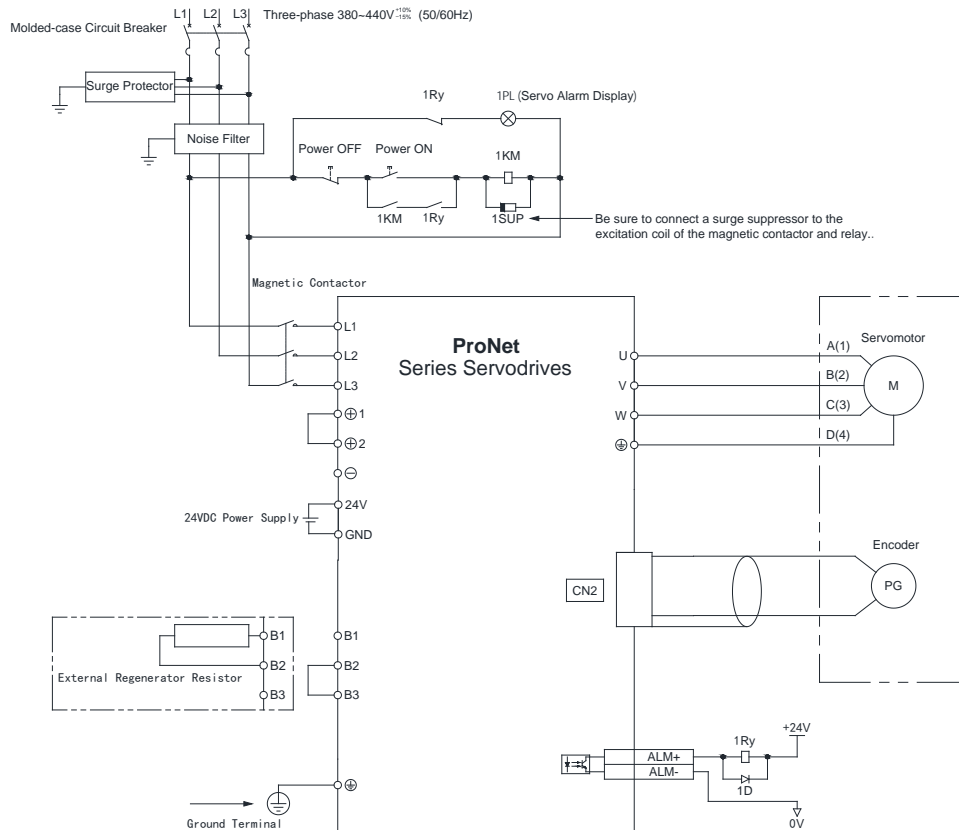 L1 L2 L3 Three-phase 380~440V +10% -15% (50/60Hz)
Molded-case Circuit Breaker
Surge Protector
1Ry 1PL (Servo Alarm Display)
Noise Filter
Power OFF Power ON 1KM
1KM 1Ry 1SUP
Be sure to connect a surge suppressor to the
excitation coil of the magnetic contactor and relay..
Magnetic Contactor
L1
L2
L3
⊕1
⊕2
⊖
24V
24VDC Power Supply
GND
ProNet
Series Servodrives
U
V
W
A(1)
B(2)
C(3)
D(4)
Servomotor
M
Encoder
CN2
PG
B1
B2
External Regenerator Resistor
B3
B1
B2
B3
Ground Terminal
+24V
1Ry
ALM+
ALM-
1D
0V